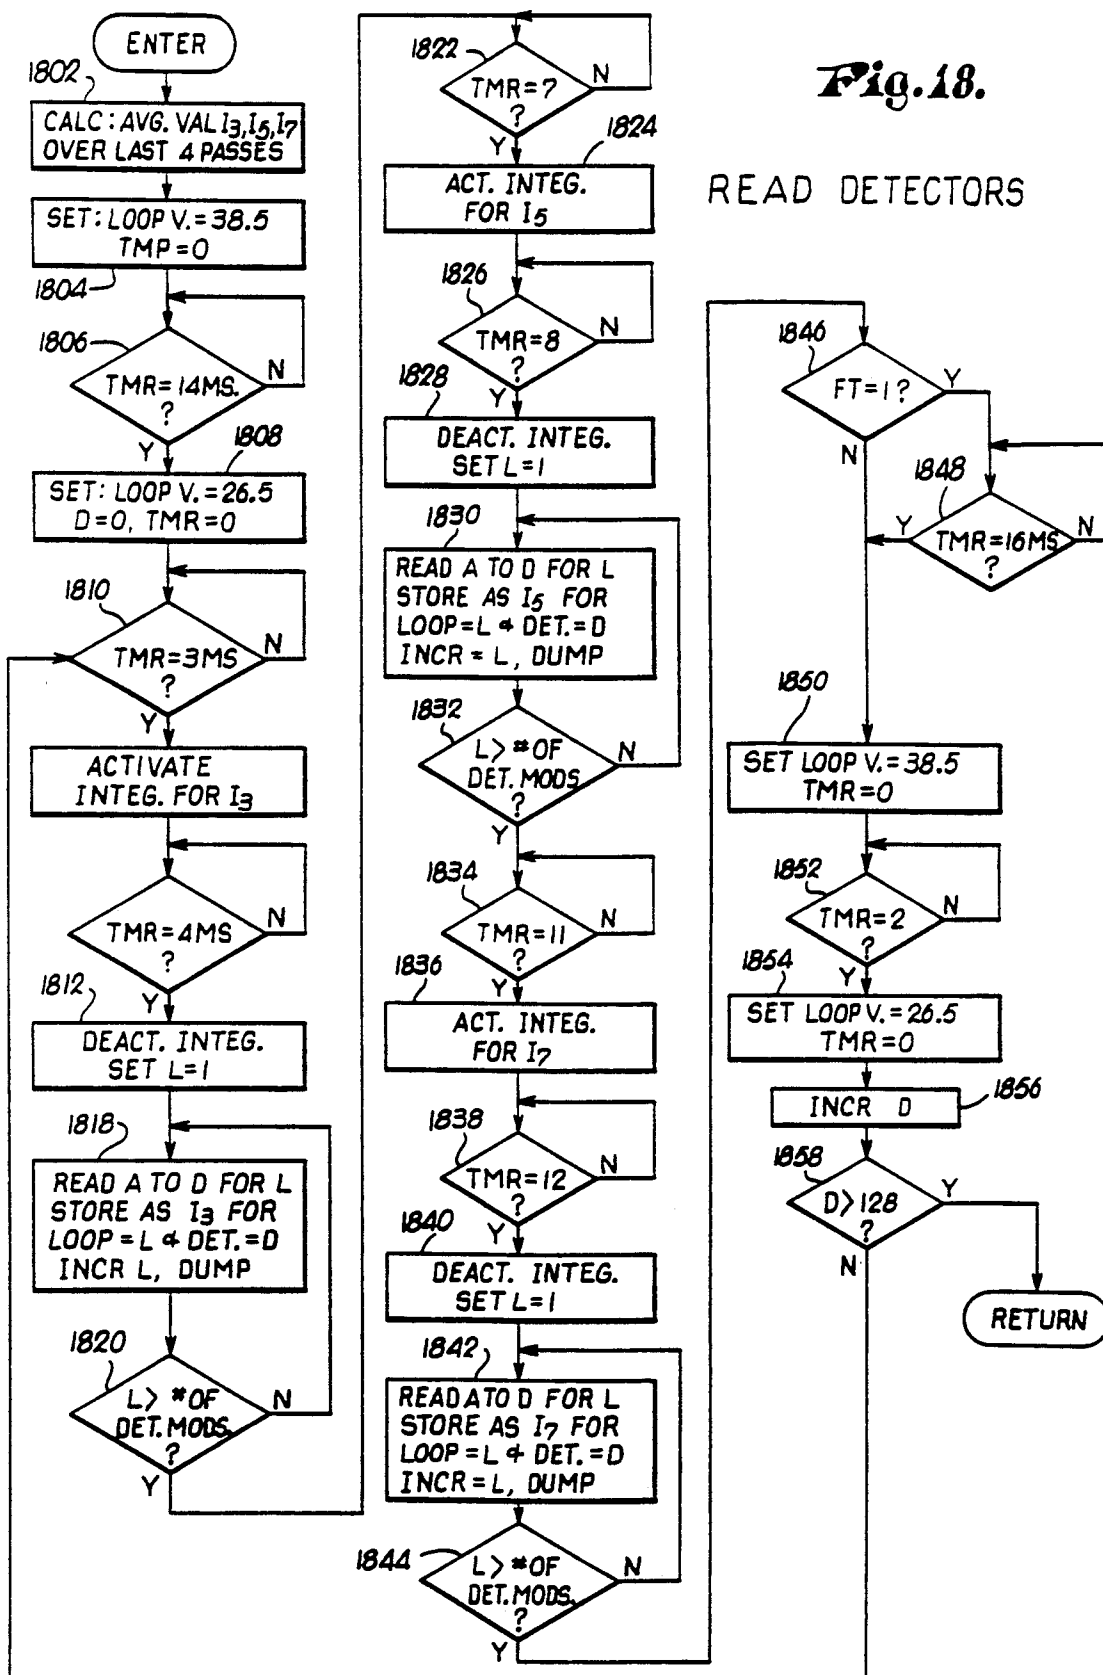 Fig. 18.
READ DETECTORS
ENTER
1802
CALC: AVG. VAL I3, I5, I7
OVER LAST 4 PASSES
SET: LOOP V. = 38.5
TMP = 0
1804
1806
TMR = 14MS.
?
N
Y
1808
SET: LOOP V. = 26.5
D=0, TMR=0
1810
TMR=3MS
?
N
Y
ACTIVATE
INTEG. FOR I3
TMR=4MS
?
N
Y
1812
DEACT. INTEG.
SET L=1
1818
READ A TO D FOR L
STORE AS I3 FOR
LOOP = L & DET. = D
INCR L, DUMP
1820
L> #OF
DET. MODS.
?
N
Y
1822
TMR=7
?
N
Y
1824
ACT. INTEG.
FOR I5
1826
TMR=8
?
N
Y
1828
DEACT. INTEG.
SET L=1
1830
READ A TO D FOR L
STORE AS I5 FOR
LOOP=L & DET.=D
INCR = L, DUMP
1832
L> #OF
DET. MODS
?
N
Y
1834
TMR=11
?
N
Y
1836
ACT. INTEG.
FOR I7
1838
TMR=12
?
N
Y
1840
DEACT. INTEG.
SET L=1
1842
READ A TO D FOR L
STORE AS I7 FOR
LOOP=L & DET.=D
INCR=L, DUMP
1844
L> #OF
DET. MODS.
?
N
Y
1846
FT=1?
Y
N
1848
TMR=16MS
?
Y
N
1850
SET LOOP V. = 38.5
TMR=0
1852
TMR=2
?
N
Y
1854
SET LOOP V. = 26.5
TMR=0
INCR D
1856
1858
D>128
?
Y
N
RETURN